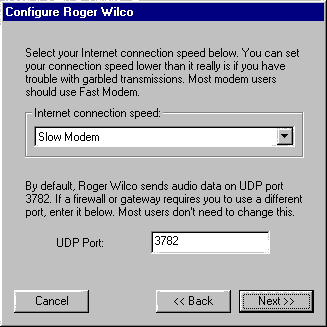 Configure Roger Wilco
Select your Internet connection speed below. You can set
your connection speed lower than it really is if you have
trouble with garbled transmissions. Most modem users
should use Fast Modem.
Internet connection speed:
Slow Modem
By default, Roger Wilco sends audio data on UDP port
3782. If a firewall or gateway requires you to use a different
port, enter it below. Most users don't need to change this.
UDP Port:
3782
Cancel
<< Back
Next >>